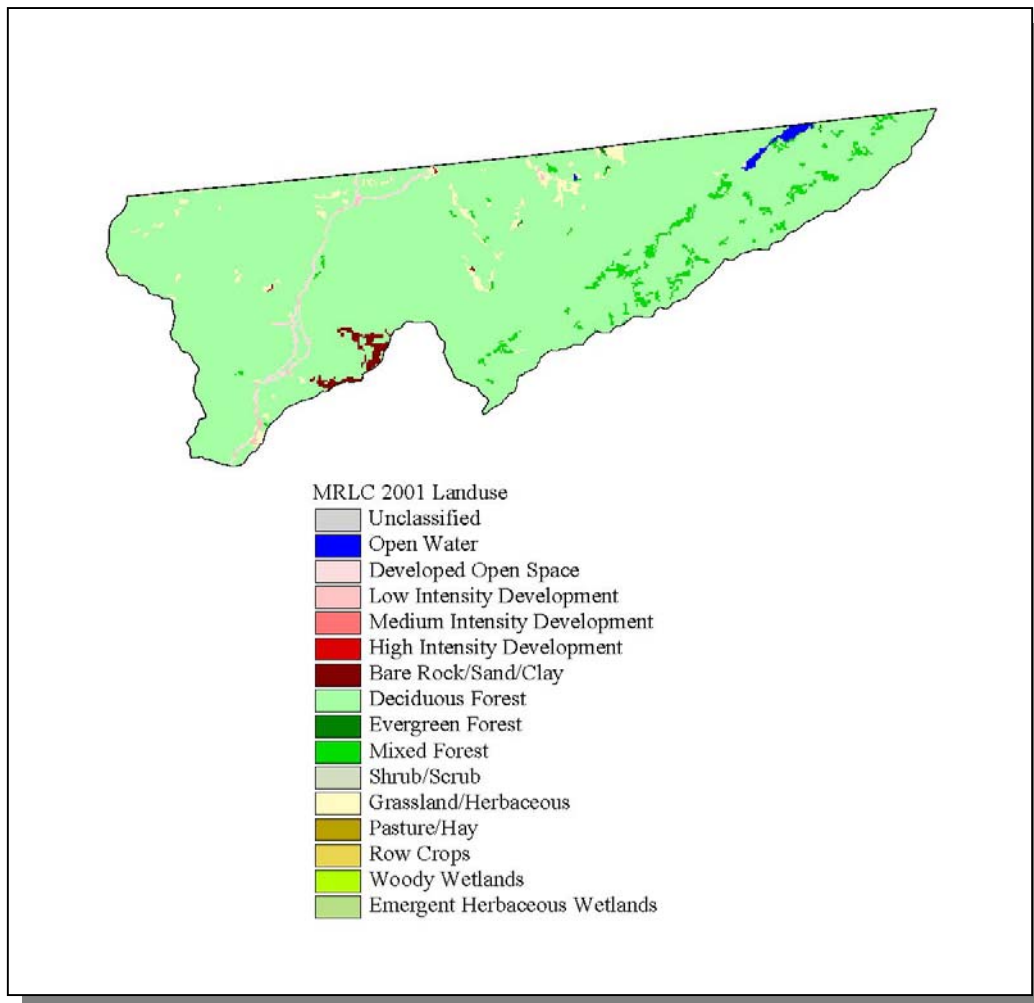 MRLC 2001 Landuse
Unclassified
Open Water
Developed Open Space
Low Intensity Development
Medium Intensity Development
High Intensity Development
Bare Rock/Sand/Clay
Deciduous Forest
Evergreen Forest
Mixed Forest
Shrub/Scrub
Grassland/Herbaceous
Pasture/Hay
Row Crops
Woody Wetlands
Emergent Herbaceous Wetlands